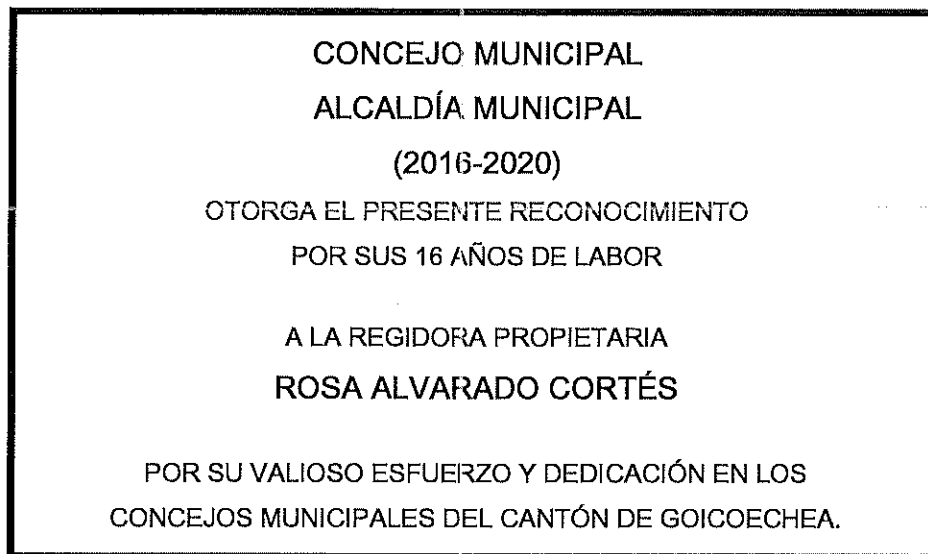 CONCEJO MUNICIPAL
ALCALDÍA MUNICIPAL
(2016-2020)
OTORGA EL PRESENTE RECONOCIMIENTO
POR SUS 16 AÑOS DE LABOR
A LA REGIDORA PROPIETARIA
ROSA ALVARADO CORTÉS
POR SU VALIOSO ESFUERZO Y DEDICACIÓN EN LOS
CONCEJOS MUNICIPALES DEL CANTÓN DE GOICOECHEA.